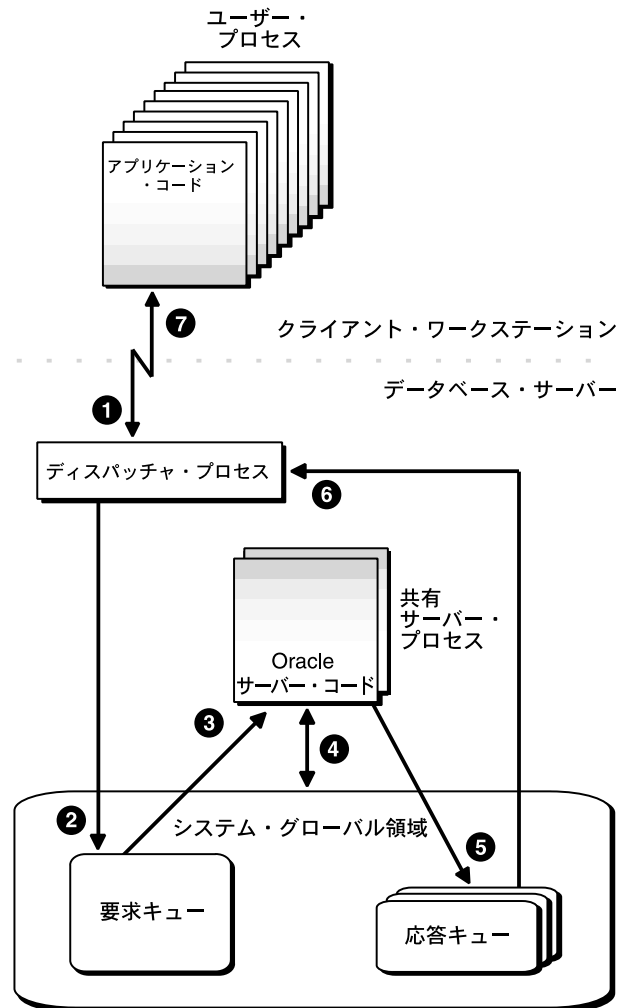 ユーザー・
プロセス
アプリケーション
・コード
7
クライアント・ワークステーション
データベース・サーバー
1
ディスパッチャ・プロセス
6
共有
サーバー・
プロセス
Oracle
サーバー・コード
3
4
2
システム・グローバル領域
5
要求キュー
応答キュー